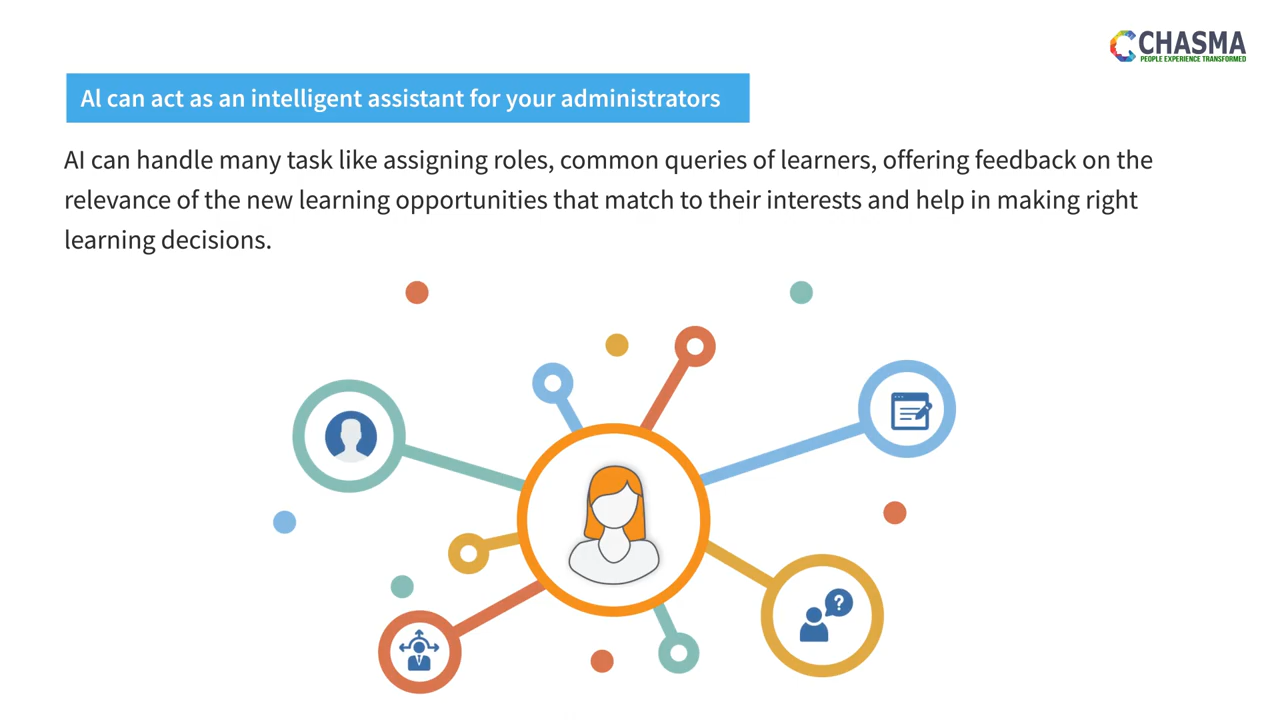 CHASMA
PEOPLE EXPERIENCE TRANSFORMED
AI can act as an intelligent assistant for your administrators
AI can handle many task like assigning roles, common queries of learners, offering feedback on the
relevance of the new learning opportunities that match to their interests and help in making right
learning decisions.
?